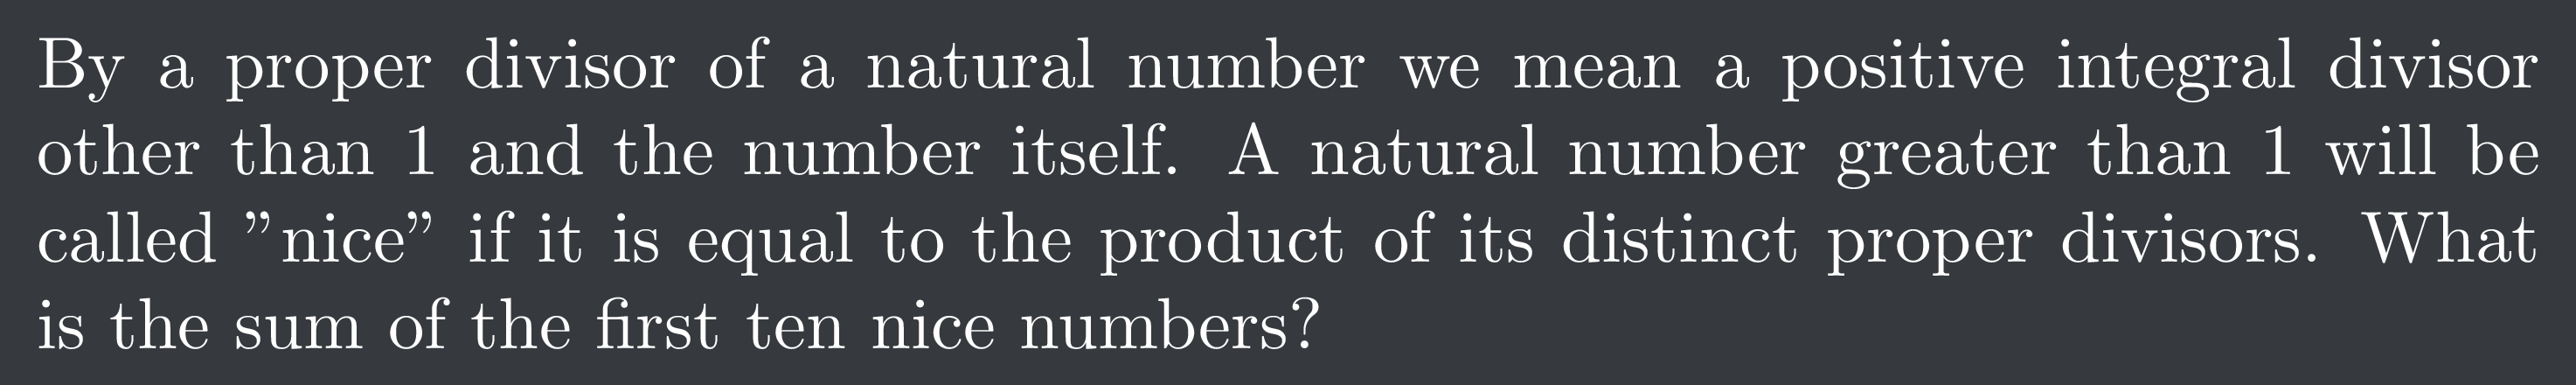 By a proper divisor of a natural number we mean a positive integral divisor
other than 1 and the number itself. A natural number greater than 1 will be
called ”nice” if it is equal to the product of its distinct proper divisors. What
is the sum of the first ten nice numbers?